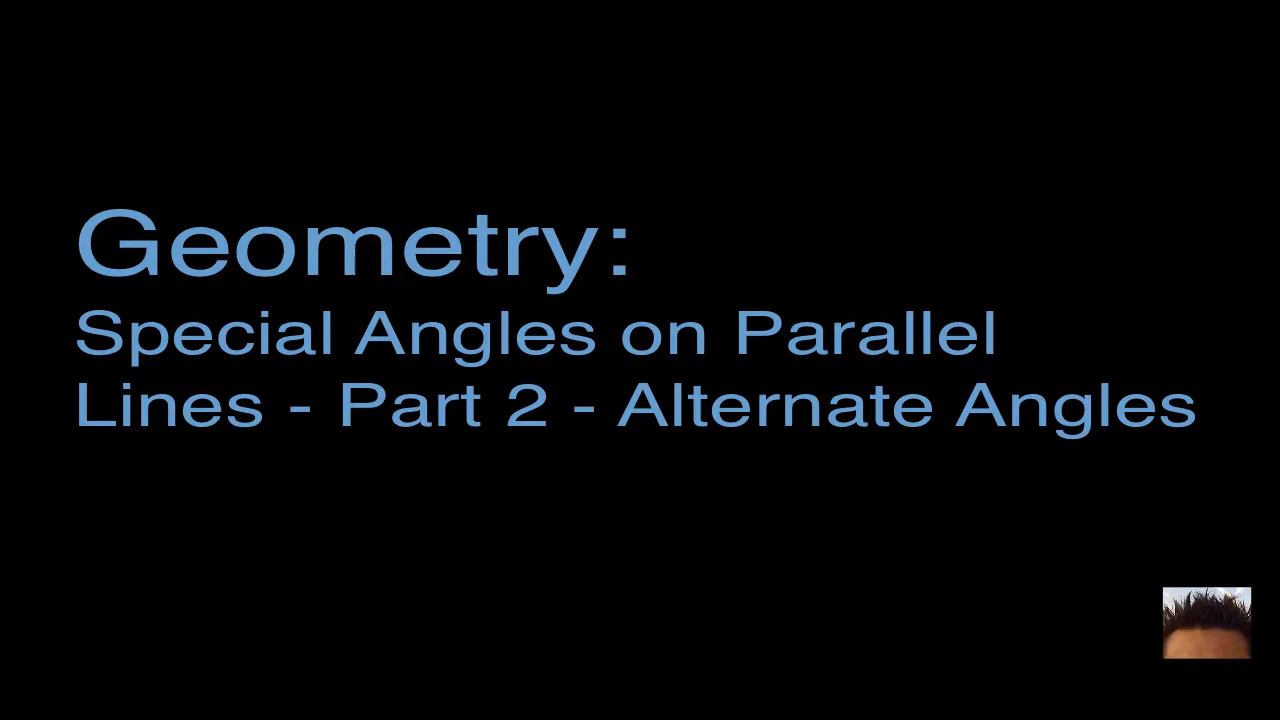 Geometry:
Special Angles on Parallel
Lines - Part 2 - Alternate Angles